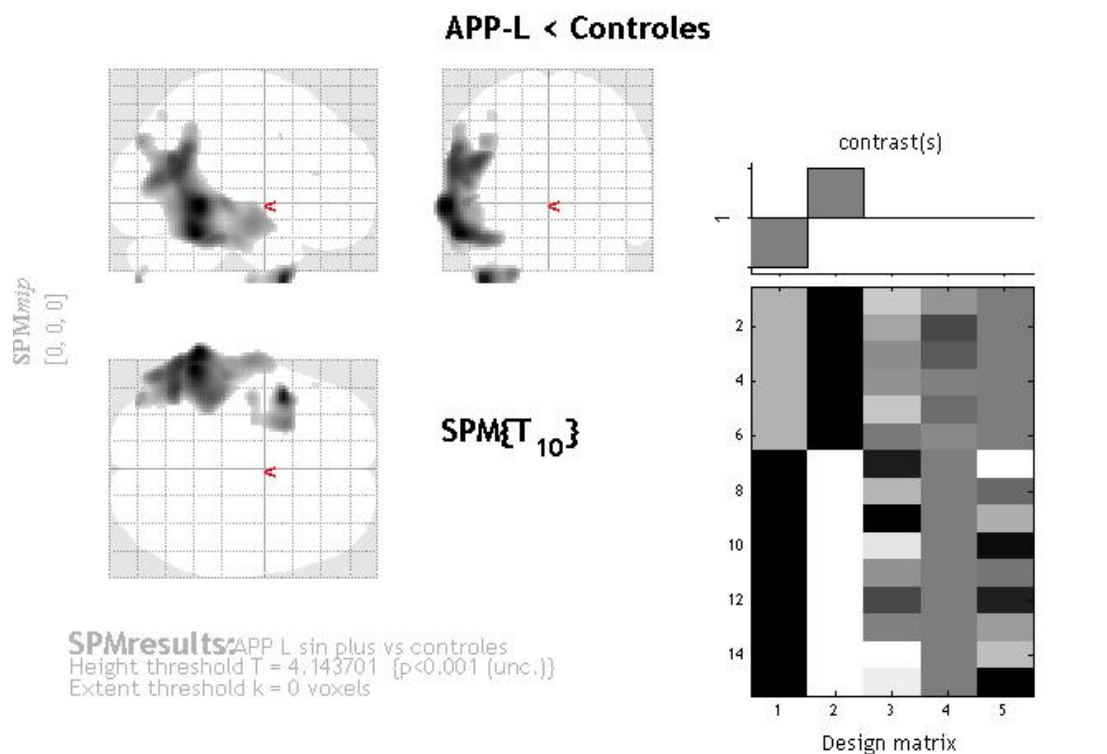 APP-L < Controles
contrast(s)
1
SPMmip
[0, 0, 0]
<
<
<
SPM{T10}
2
4
6
8
10
12
14
1 2 3 4 5
Design matrix
SPMresults: APP L sin plus vs controles
Height threshold T = 4.143701 {p<0.001 (unc.)}
Extent threshold k = 0 voxels